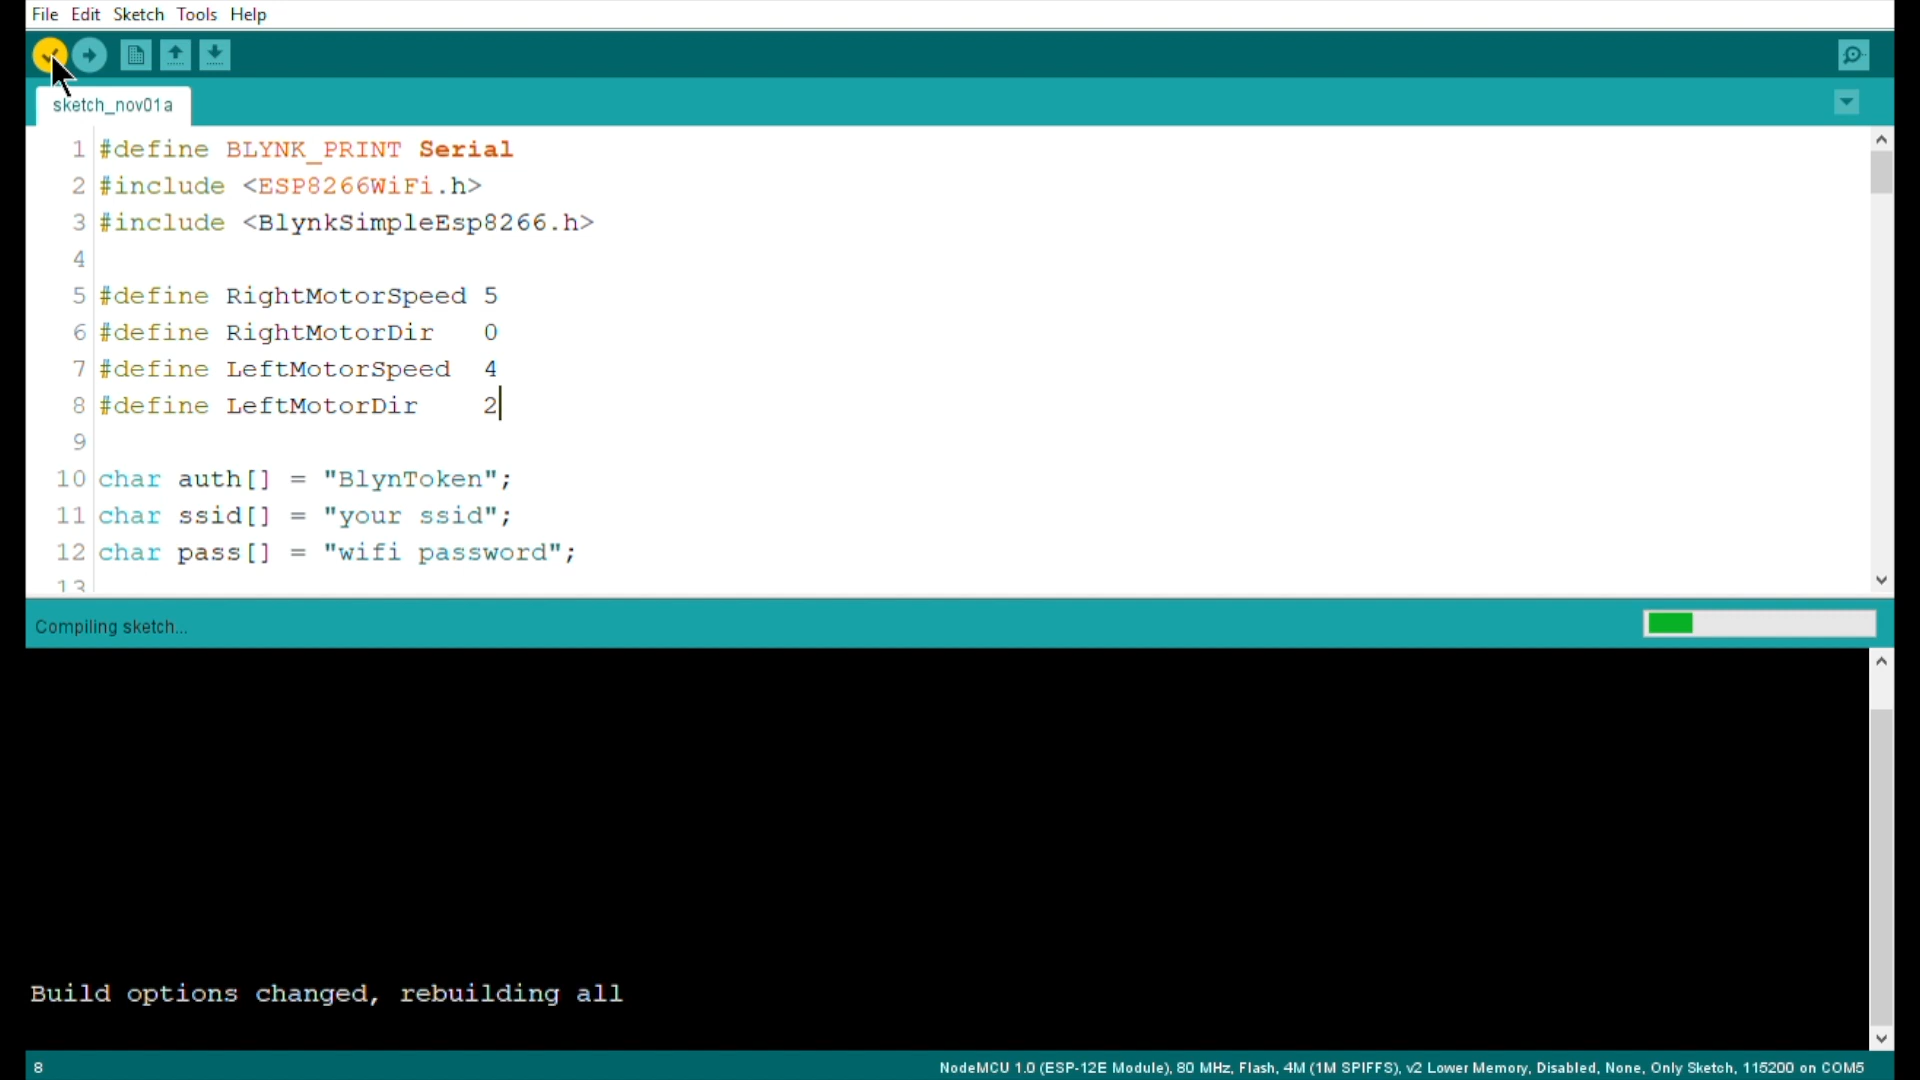 File Edit Sketch Tools Help
sketch_nov01a
1 #define BLYNK_PRINT Serial
2 #include <ESP8266WiFi.h>
3 #include <BlynkSimpleEsp8266.h>
4
5 #define RightMotorSpeed 5
6 #define RightMotorDir   0
7 #define LeftMotorSpeed  4
8 #define LeftMotorDir    2
9
10 char auth[] = "BlynToken";
11 char ssid[] = "your ssid";
12 char pass[] = "wifi password";
13
Compiling sketch...
Build options changed, rebuilding all
8 NodeMCU 1.0 (ESP-12E Module), 80 MHz, Flash, 4M (1M SPIFFS), v2 Lower Memory, Disabled, None, Only Sketch, 115200 on COM5